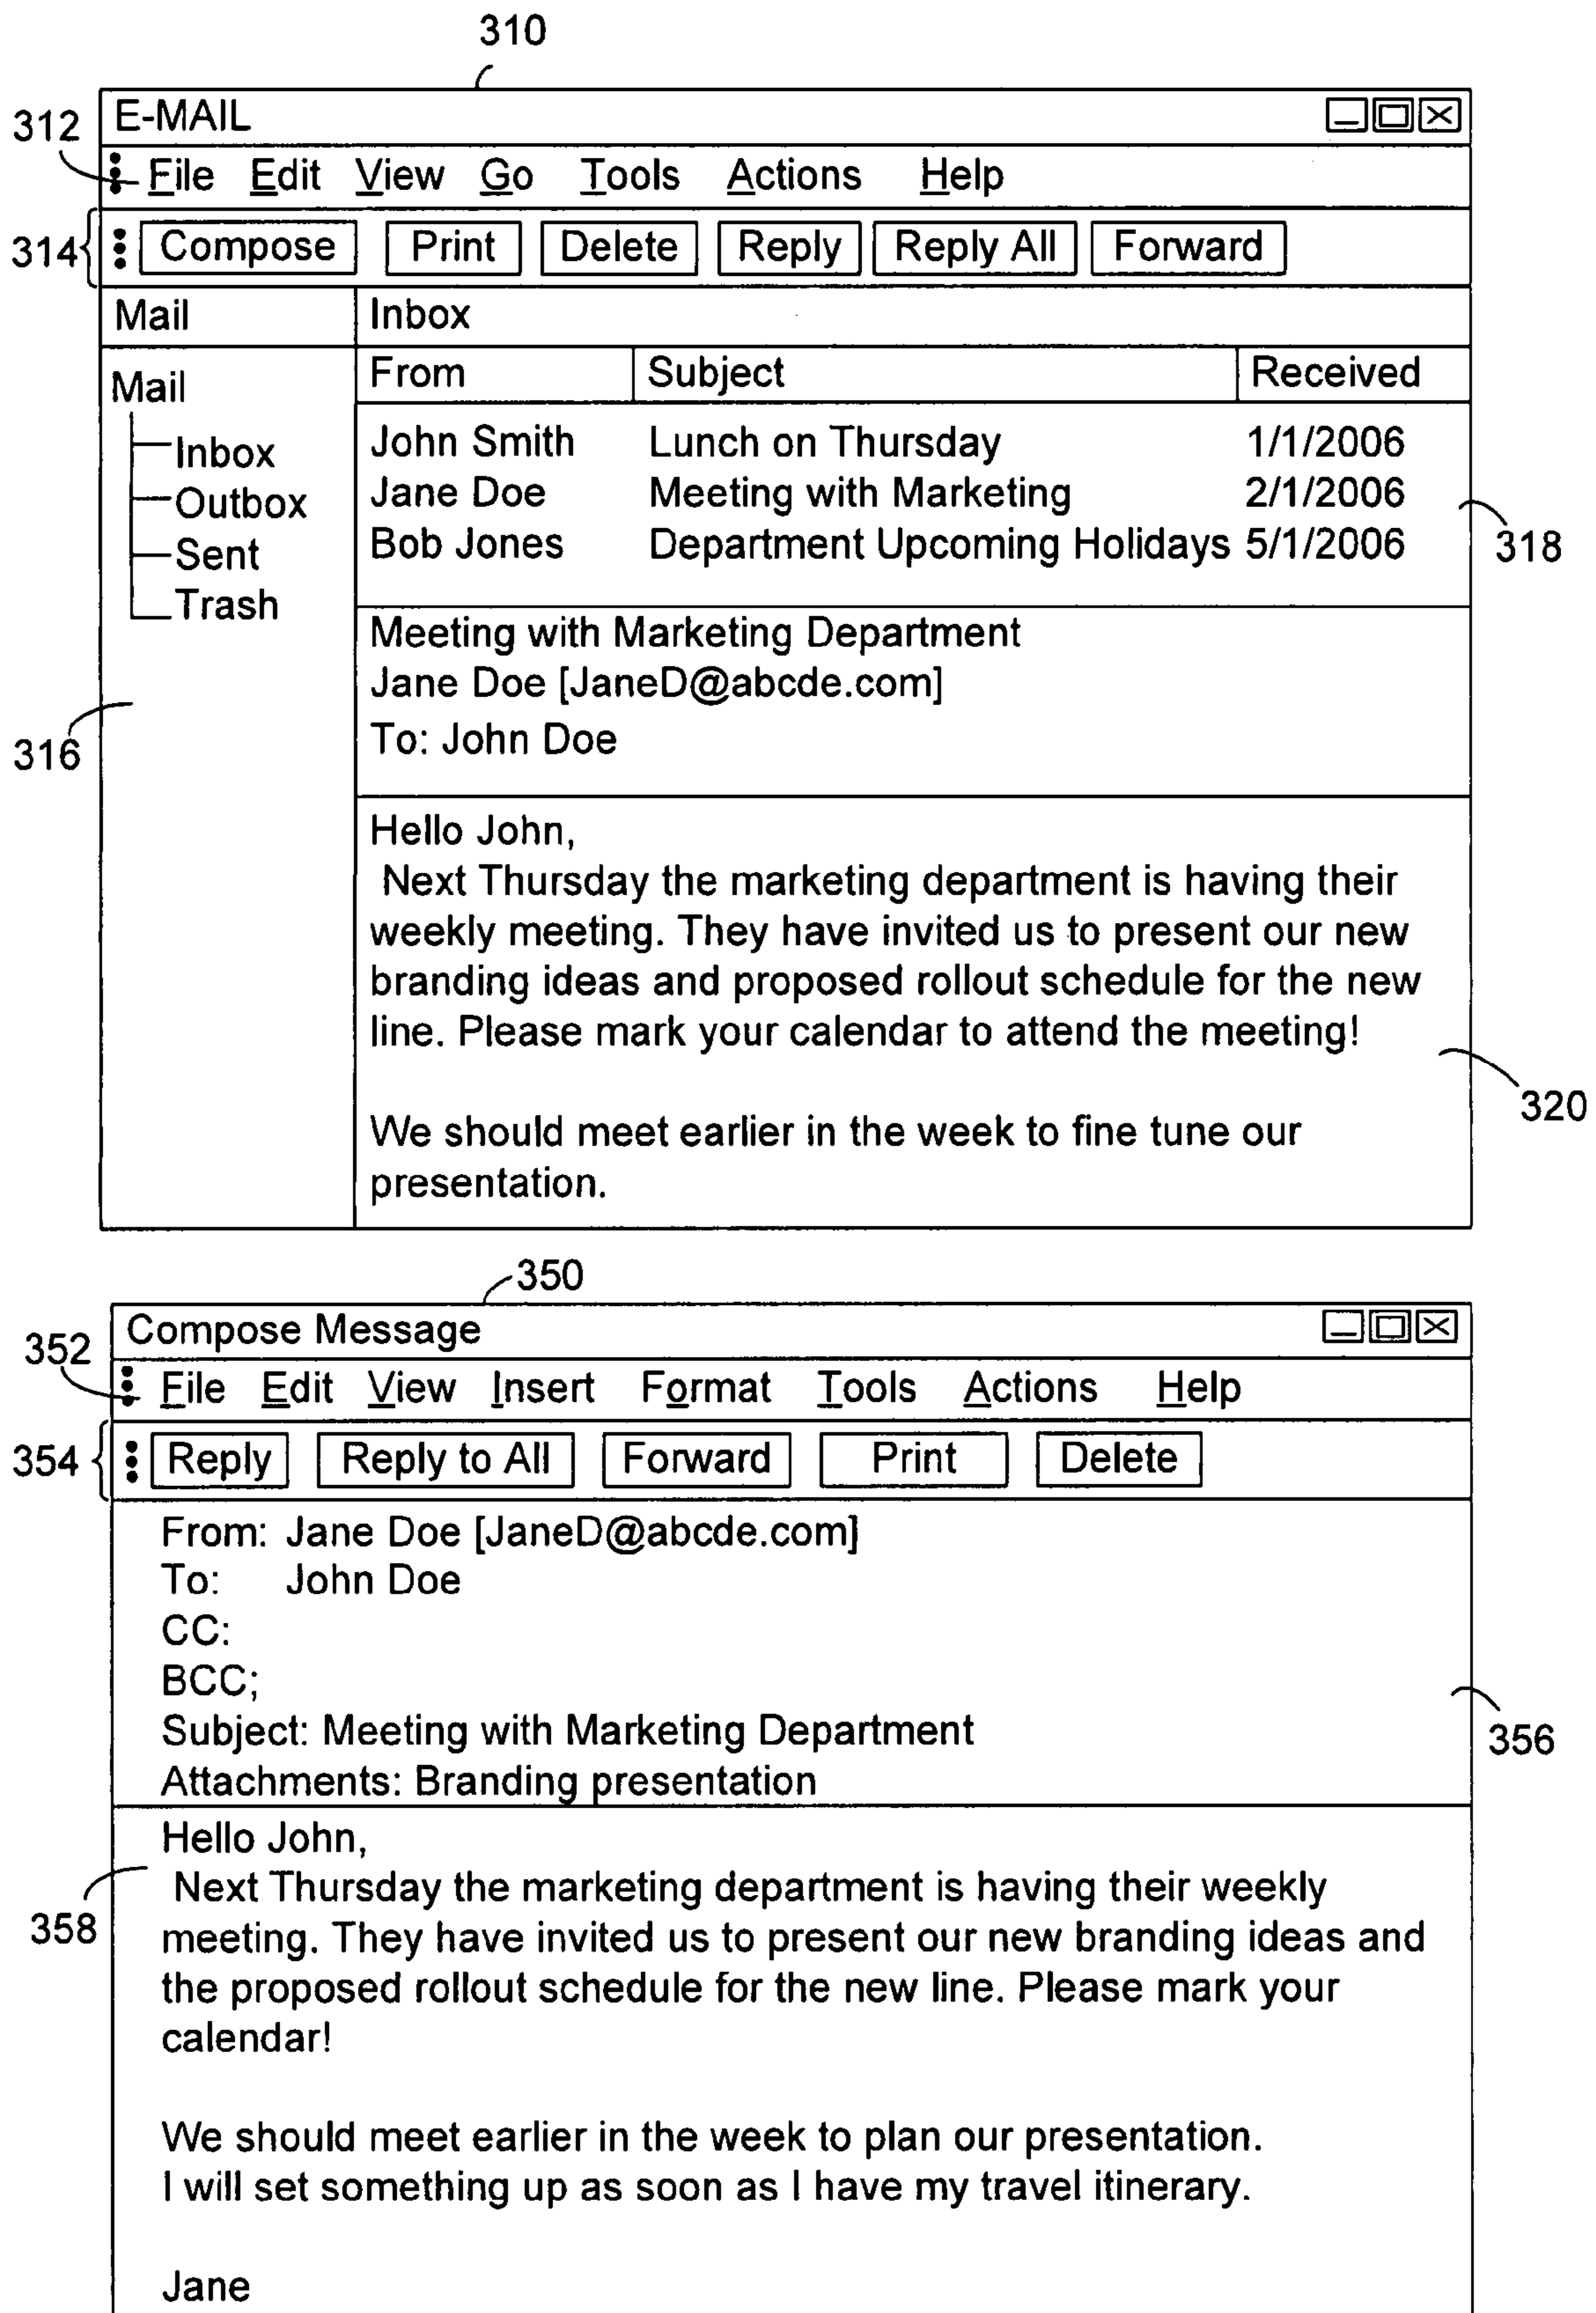 310
E-MAIL
312
File Edit View Go Tools Actions Help
314
Compose Print Delete Reply Reply All Forward
Mail Inbox
Mail
Inbox
Outbox
Sent
Trash
From Subject Received
John Smith Lunch on Thursday 1/1/2006
Jane Doe Meeting with Marketing 2/1/2006
Bob Jones Department Upcoming Holidays 5/1/2006
318
Meeting with Marketing Department
Jane Doe [JaneD@abcde.com]
To: John Doe
316
Hello John,
Next Thursday the marketing department is having their
weekly meeting. They have invited us to present our new
branding ideas and proposed rollout schedule for the new
line. Please mark your calendar to attend the meeting!
320
We should meet earlier in the week to fine tune our
presentation.
350
Compose Message
352
File Edit View Insert Format Tools Actions Help
354
Reply Reply to All Forward Print Delete
From: Jane Doe [JaneD@abcde.com]
To: John Doe
CC:
BCC;
Subject: Meeting with Marketing Department
356
Attachments: Branding presentation
Hello John,
Next Thursday the marketing department is having their weekly
358
meeting. They have invited us to present our new branding ideas and
the proposed rollout schedule for the new line. Please mark your
calendar!
We should meet earlier in the week to plan our presentation.
I will set something up as soon as I have my travel itinerary.
Jane